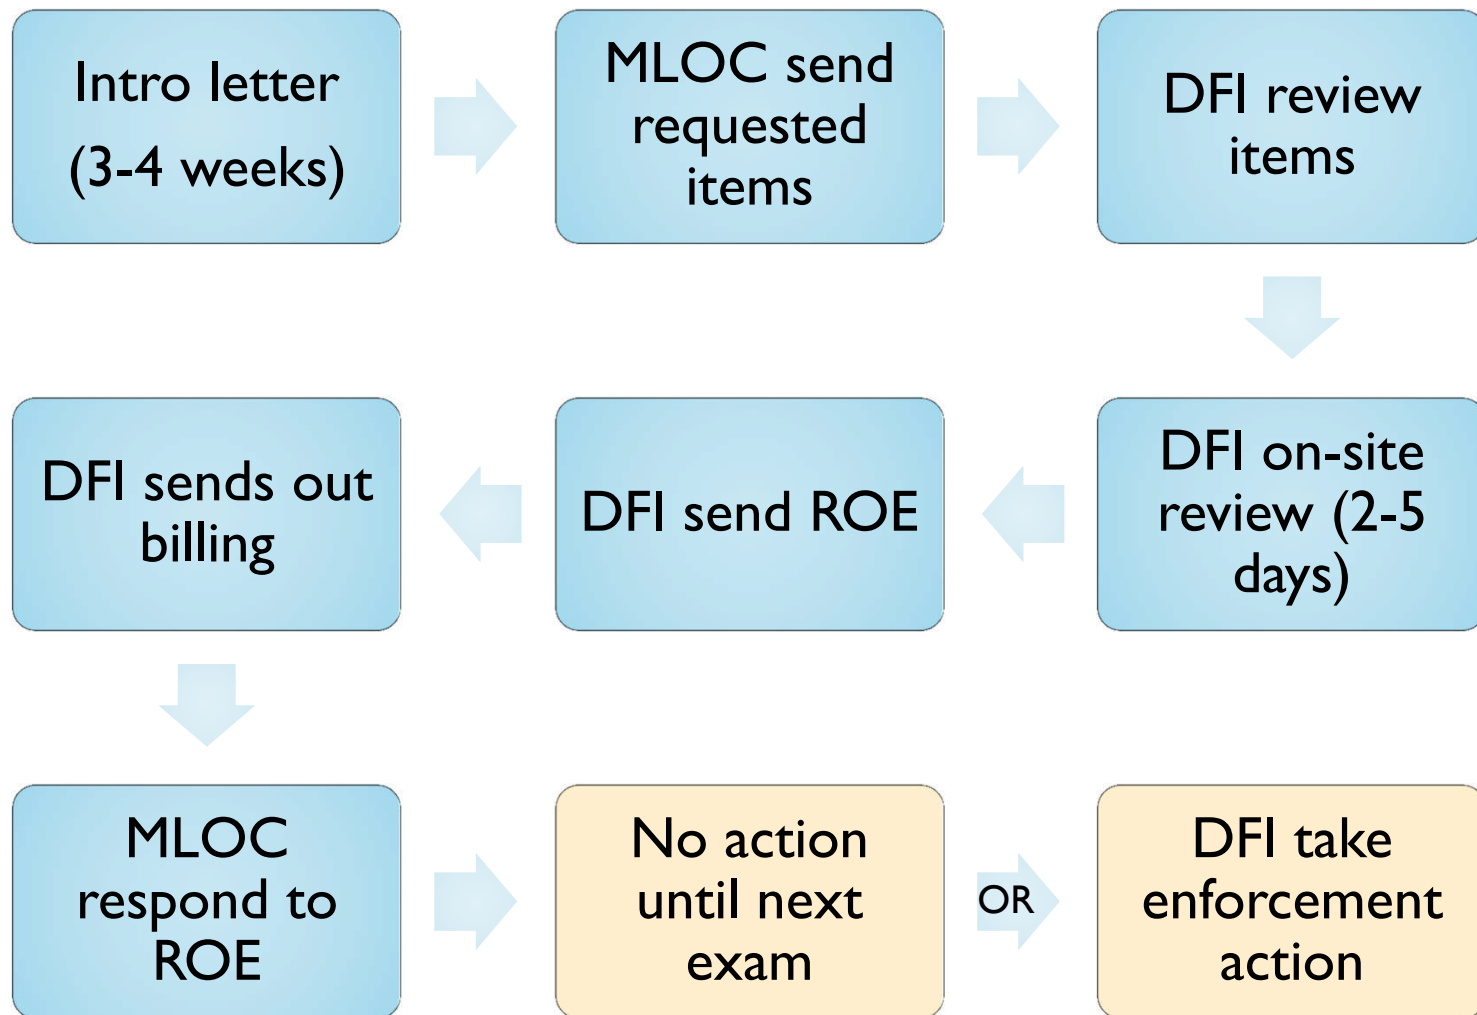 Intro letter
(3-4 weeks)
MLOC send
requested
items
DFI review
items
DFI on-site
review (2-5
days)
DFI send ROE
DFI sends out
billing
MLOC
respond to
ROE
No action
until next
exam
OR
DFI take
enforcement
action